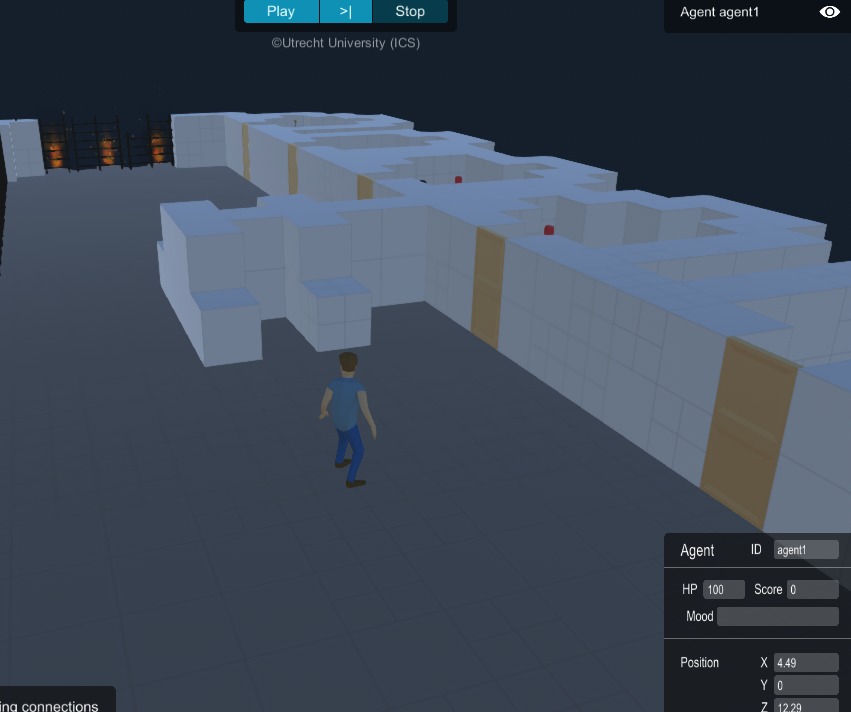 Play >| Stop
Agent agent1
©Utrecht University (ICS)
Agent ID agent1
HP 100 Score 0
Mood
Position X 4.49
Y 0
Z 12.29
connections